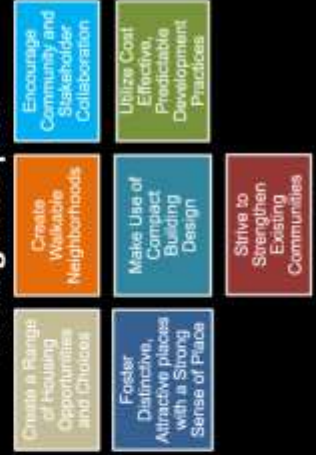 Create a Range
of Housing
Opportunities
and Choices
Create
Walkable
Neighborhoods
Encourage
Community and
Stakeholder
Collaboration
Foster
Distinctive,
Attractive places
with a Strong
Sense of Place
Make Use of
Compact
Building
Design
Utilize Cost
Effective,
Predictable
Development
Practices
Strive to
Strengthen
Existing
Communities